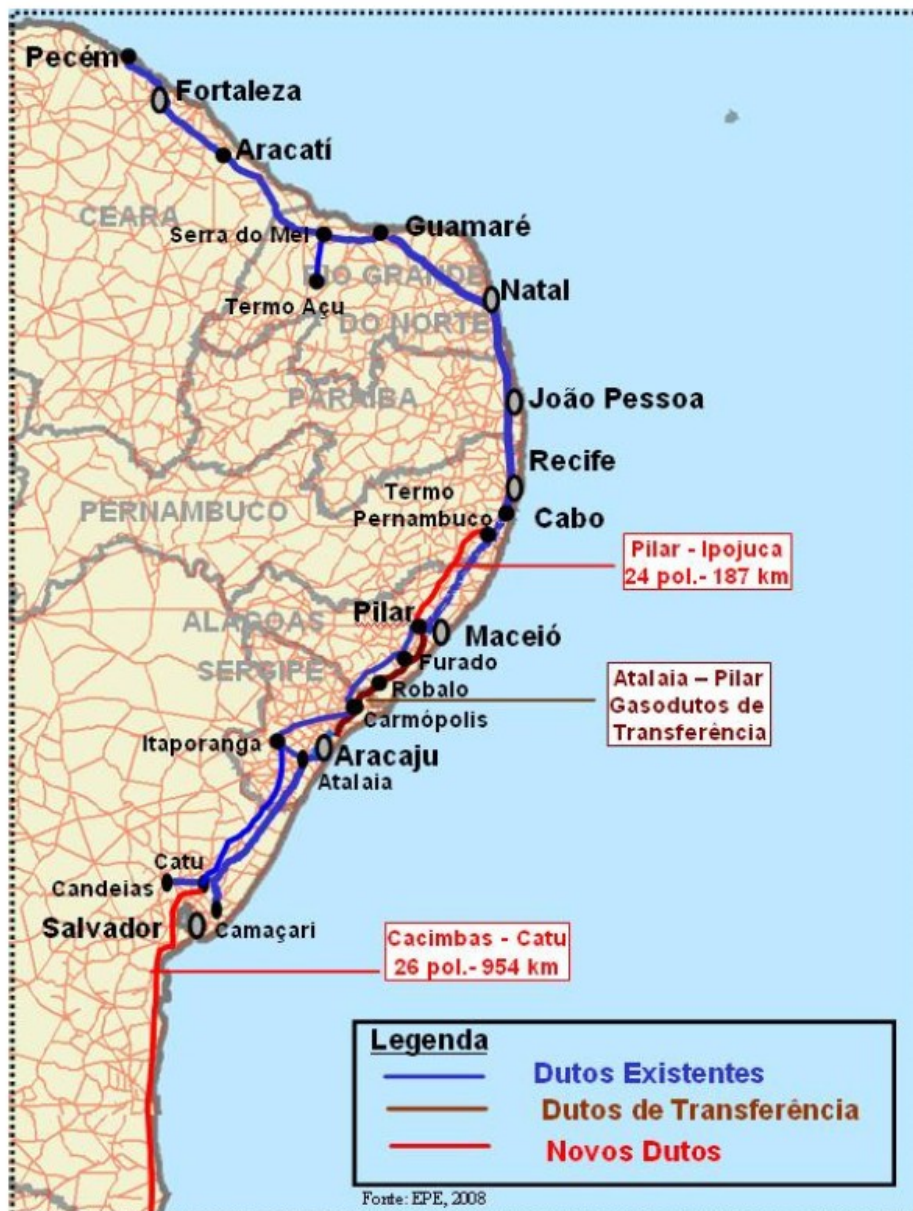 Pecém
Fortaleza
Aracatí
CEARA
Serra do Mel
Guamaré
RIO GRANDE
Termo Açu
Natal
DO NORTE
PARAIBA
João Pessoa
Recife
Termo
Pernambuco
PERNAMBUCO
Cabo
Pilar - Ipojuca
24 pol.- 187 km
Pilar
ALAGOAS
Maceió
SERGIPE
Furado
Robalo
Atalaia – Pilar
Gasodutos de
Transferência
Carmópolis
Itaporanga
Aracaju
Atalaia
Catu
Candeias
Salvador
Camaçari
Cacimbas - Catu
26 pol.- 954 km
Legenda
Dutos Existentes
Dutos de Transferência
Novos Dutos
Fonte: EPE, 2008